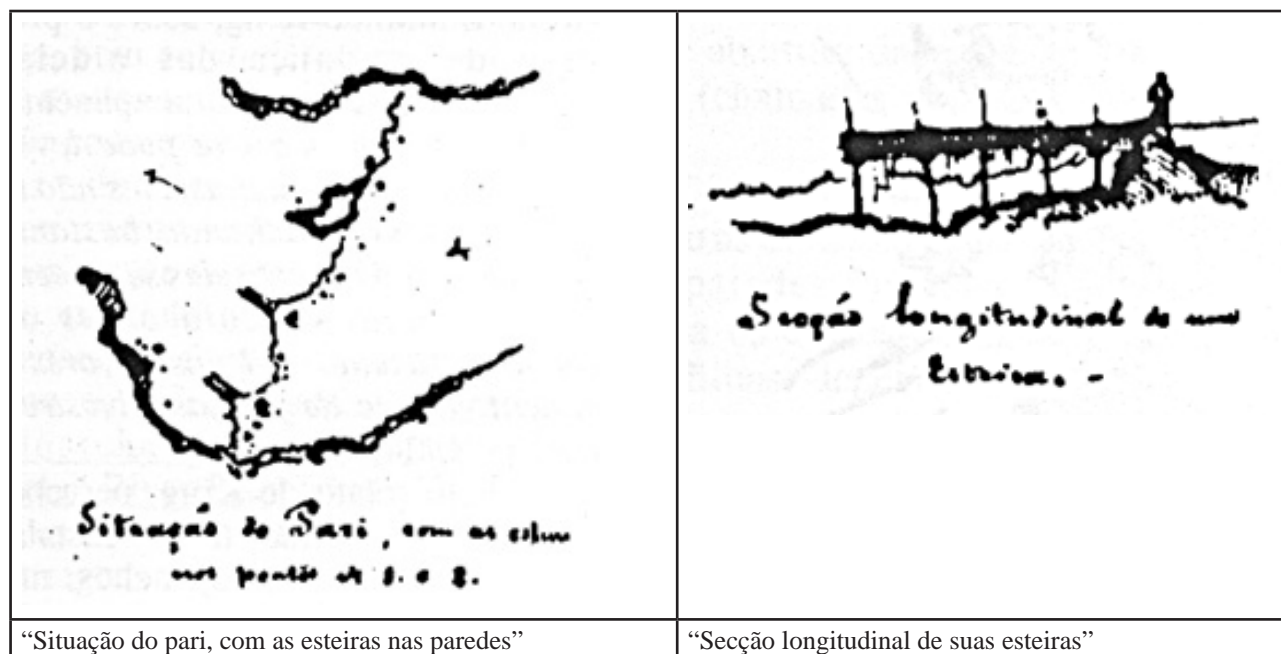 Situação do Pari, com as
nos pontos
Secção longitudinal de uma
Esteira. -
“Situação do pari, com as esteiras nas paredes”
“Secção longitudinal de suas esteiras”